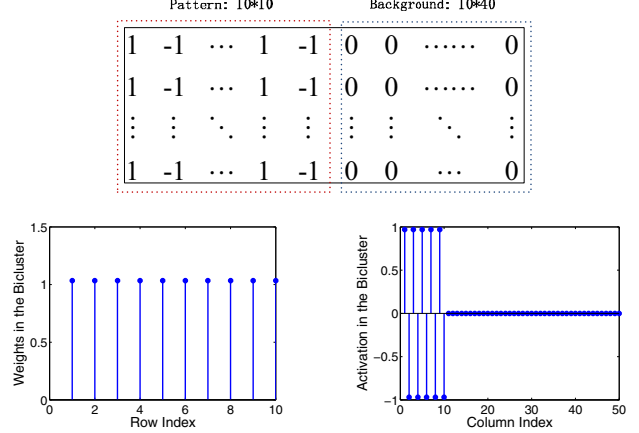 Pattern: 10*10 Background: 10*40
1 -1 ⋯ 1 -1 0 0 ⋯⋯ 0
1 -1 ⋯ 1 -1 0 0 ⋯⋯ 0
⋮ ⋮ ⋱ ⋮ ⋮ ⋮ ⋮ ⋱ ⋮
1 -1 ⋯ 1 -1 0 0 ⋯ 0
Weights in the Bicluster
1.5
1
0.5
0
0 2 4 6 8 10
Row Index
Activation in the Bicluster
1
0.5
0
−0.5
−1
0 10 20 30 40 50
Column Index